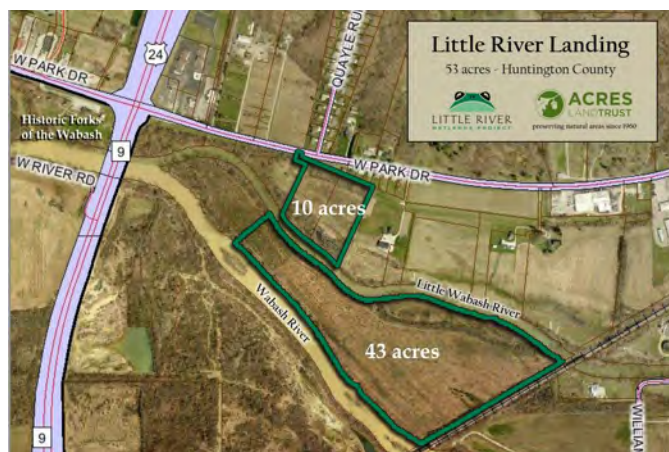 Little River Landing
53 acres - Huntington County
LITTLE RIVER
WETLANDS PROJECT
ACRES
LAND TRUST
preserving natural areas since 1960
24
W PARK DR
QUAYLE RU
Historic Forks
of the Wabash
9
W RIVER RD
W PARK DR
10 acres
Little Wabash River
Wabash River
43 acres
WILLIA
9